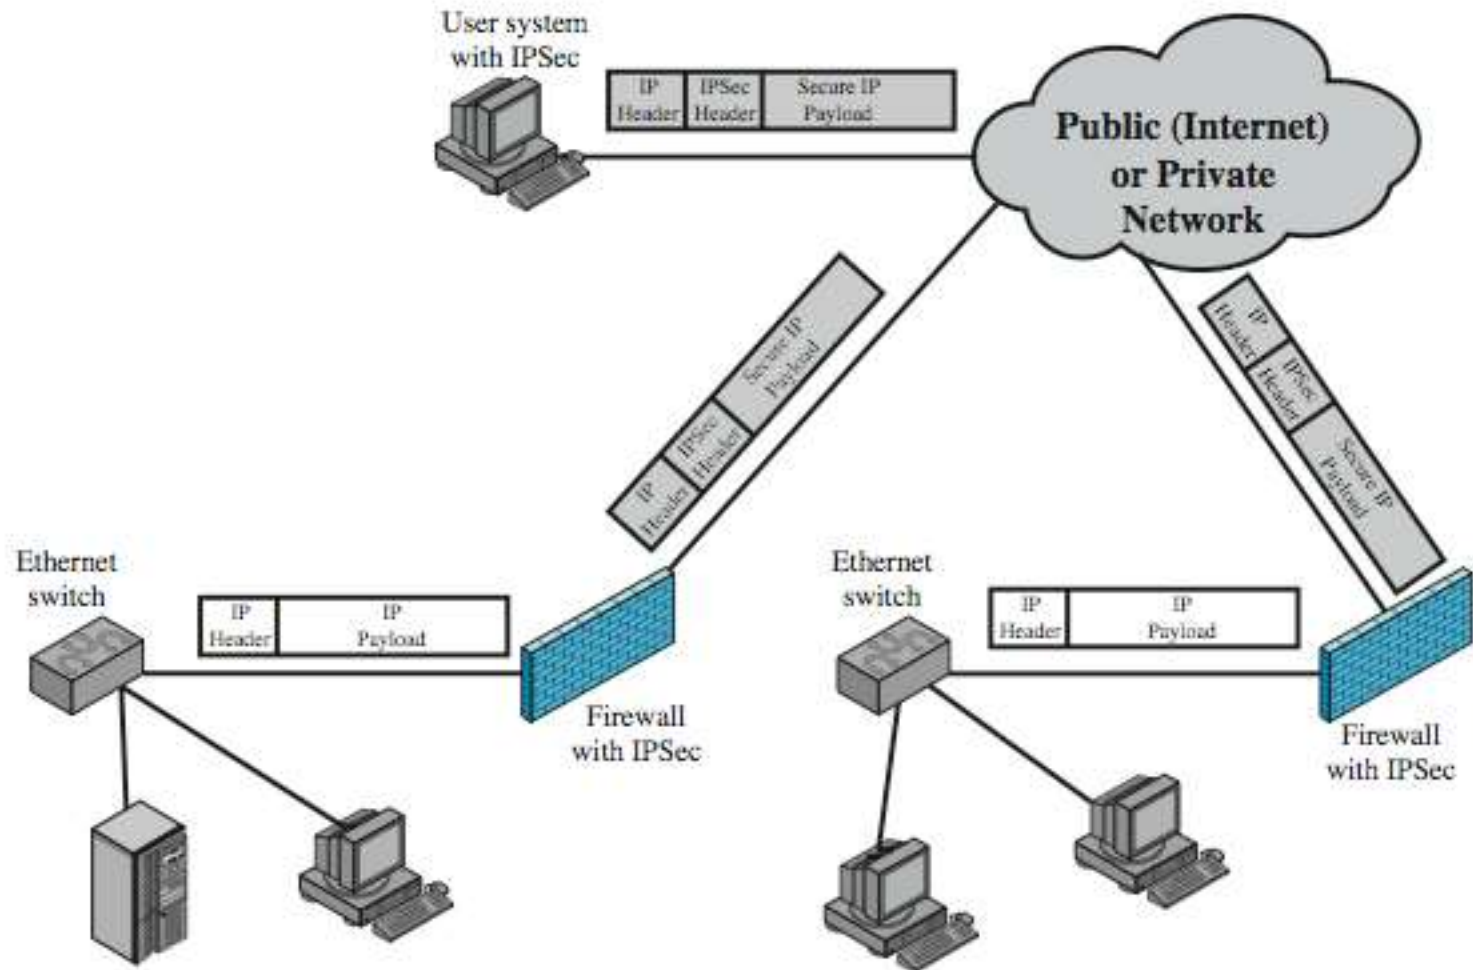 User system
with IPSec
IP
Header
IPSec
Header
Secure IP
Payload
Public (Internet)
or Private
Network
IP
Header
IPSec
Header
Secure IP
Payload
IP
Header
IPSec
Header
Secure IP
Payload
Ethernet
switch
IP
Header
IP
Payload
Firewall
with IPSec
Ethernet
switch
IP
Header
IP
Payload
Firewall
with IPSec